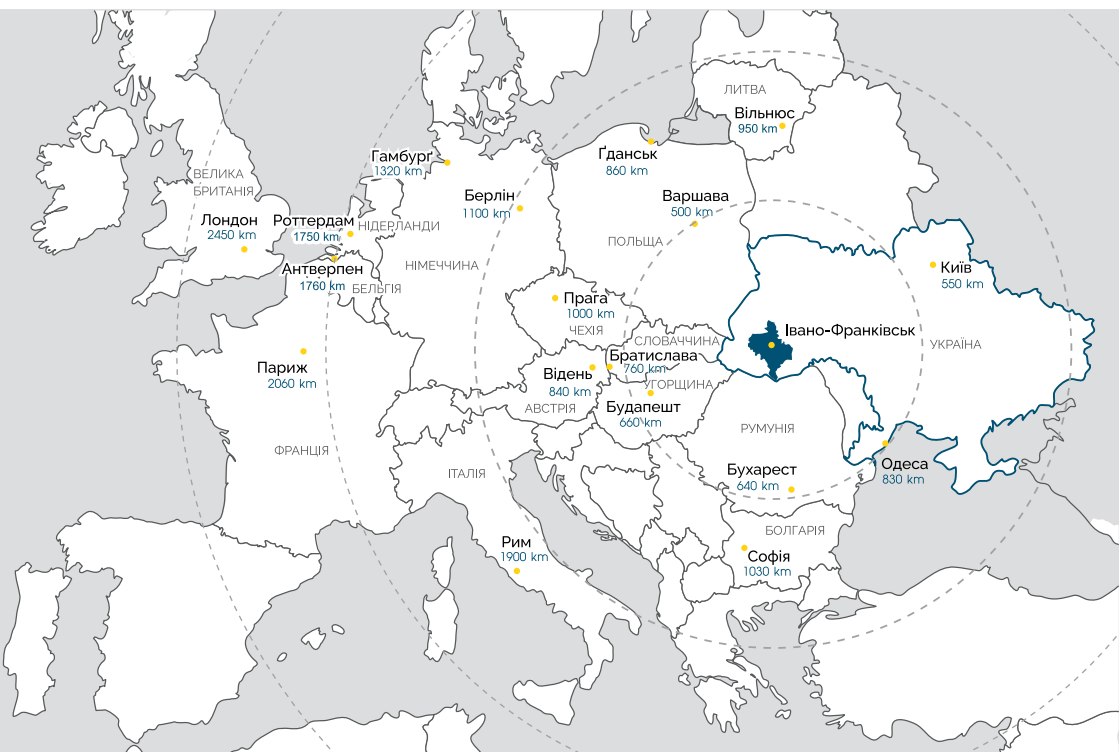 ЛИТВА
Вільнюс
950 km
Ґданськ
860 km
Гамбурґ
1320 km
ВЕЛИКА
БРИТАНІЯ
Берлін
1100 km
Варшава
500 km
Лондон
2450 km
Роттердам
1750 km
НІДЕРЛАНДИ
ПОЛЬЩА
Антверпен
1760 km
БЕЛЬГІЯ
НІМЕЧЧИНА
Київ
550 km
Прага
1000 km
ЧЕХІЯ
Івано-Франківськ
УКРАЇНА
СЛОВАЧЧИНА
Братислава
760 km
Париж
2060 km
Відень
840 km
УГОРЩИНА
АВСТРІЯ
Будапешт
660 km
РУМУНІЯ
ФРАНЦІЯ
ІТАЛІЯ
Бухарест
640 km
Одеса
830 km
БОЛГАРІЯ
Рим
1900 km
Софія
1030 km